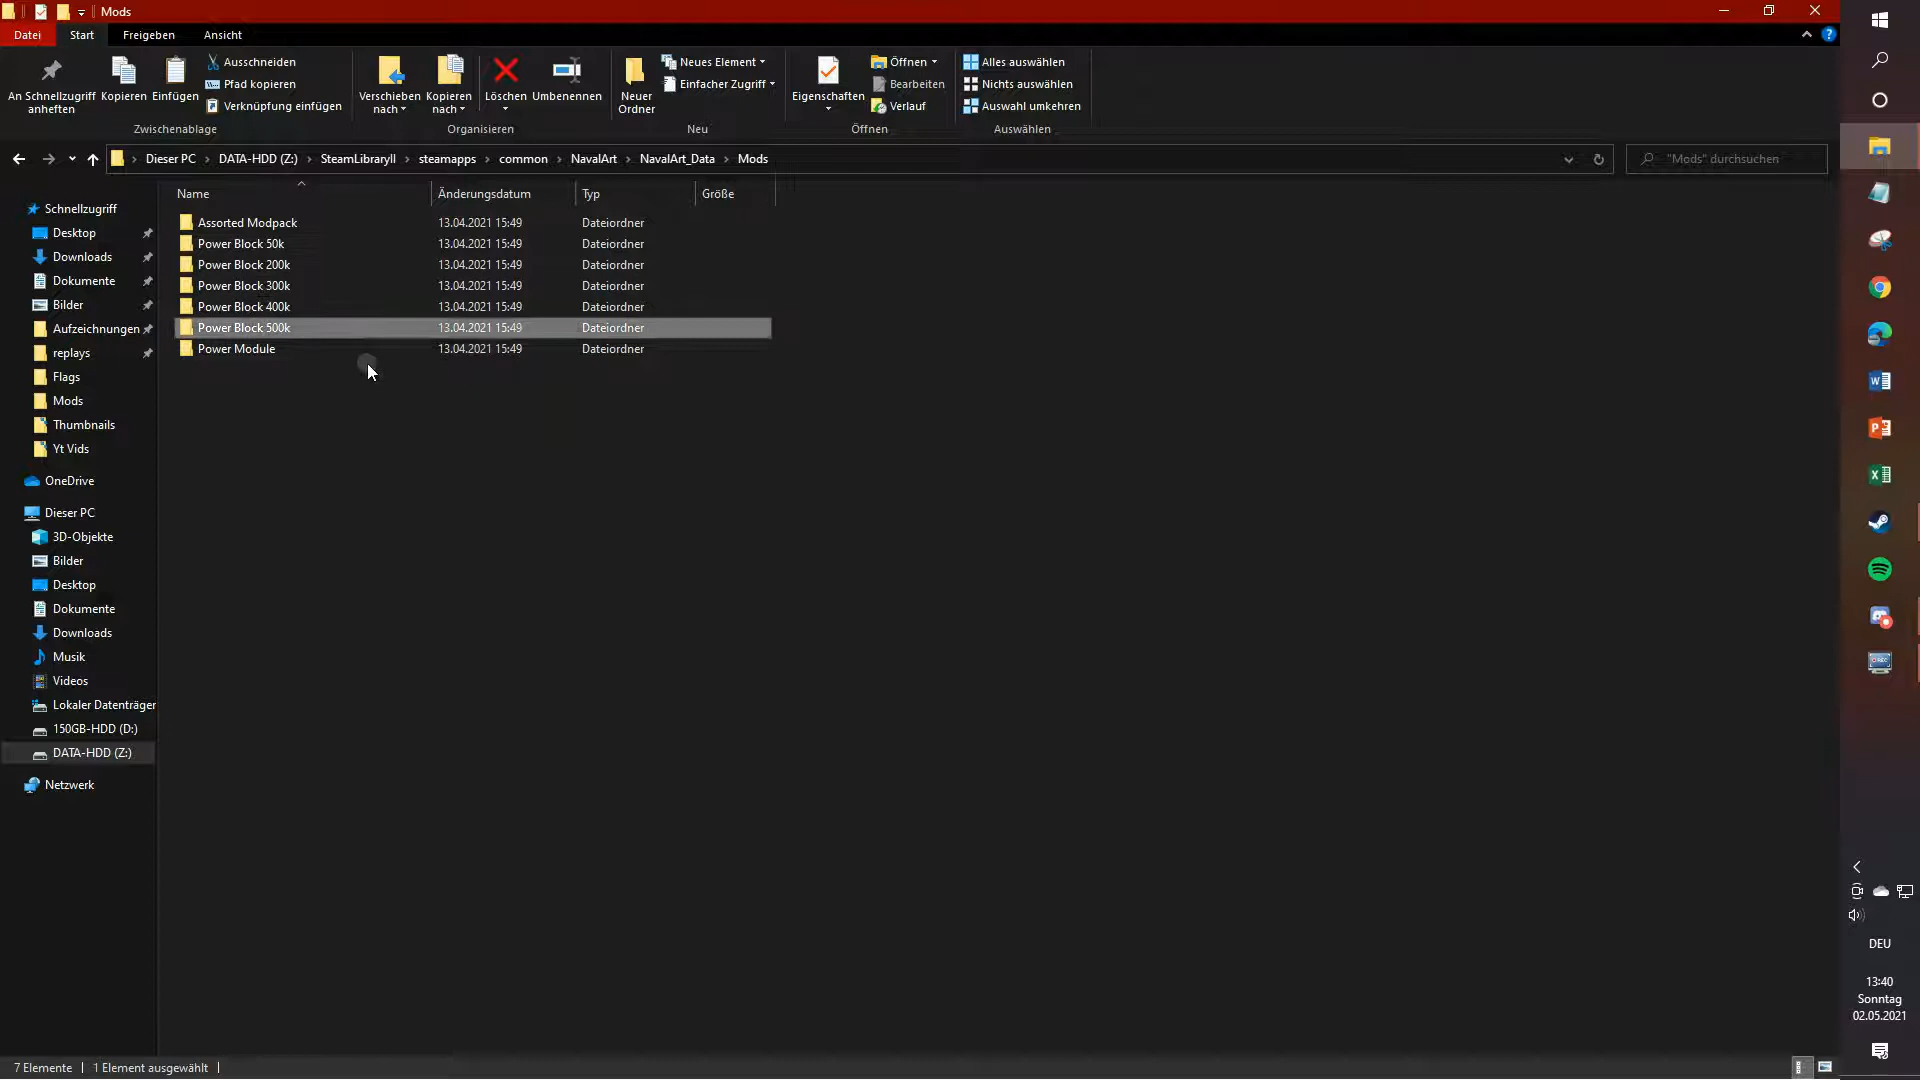 Mods
Datei Start Freigeben Ansicht
An Schnellzugriff anheften
Kopieren
Einfügen
Ausschneiden
Pfad kopieren
Verknüpfung einfügen
Zwischenablage
Verschieben nach
Kopieren nach
Löschen
Umbenennen
Organisieren
Neuer Ordner
Neues Element
Einfacher Zugriff
Neu
Eigenschaften
Öffnen
Bearbeiten
Verlauf
Öffnen
Alles auswählen
Nichts auswählen
Auswahl umkehren
Auswählen
Dieser PC DATA-HDD (Z:) SteamLibraryII steamapps common NavalArt NavalArt_Data Mods
"Mods" durchsuchen
Name Änderungsdatum Typ Größe
Assorted Modpack 13.04.2021 15:49 Dateiordner
Power Block 50k 13.04.2021 15:49 Dateiordner
Power Block 200k 13.04.2021 15:49 Dateiordner
Power Block 300k 13.04.2021 15:49 Dateiordner
Power Block 400k 13.04.2021 15:49 Dateiordner
Power Block 500k 13.04.2021 15:49 Dateiordner
Power Module 13.04.2021 15:49 Dateiordner
Schnellzugriff
Desktop
Downloads
Dokumente
Bilder
Aufzeichnungen
replays
Flags
Mods
Thumbnails
Yt Vids
OneDrive
Dieser PC
3D-Objekte
Bilder
Desktop
Dokumente
Downloads
Musik
Videos
Lokaler Datenträger
150GB-HDD (D:)
DATA-HDD (Z:)
Netzwerk
7 Elemente 1 Element ausgewählt
DEU
13:40
Sonntag
02.05.2021